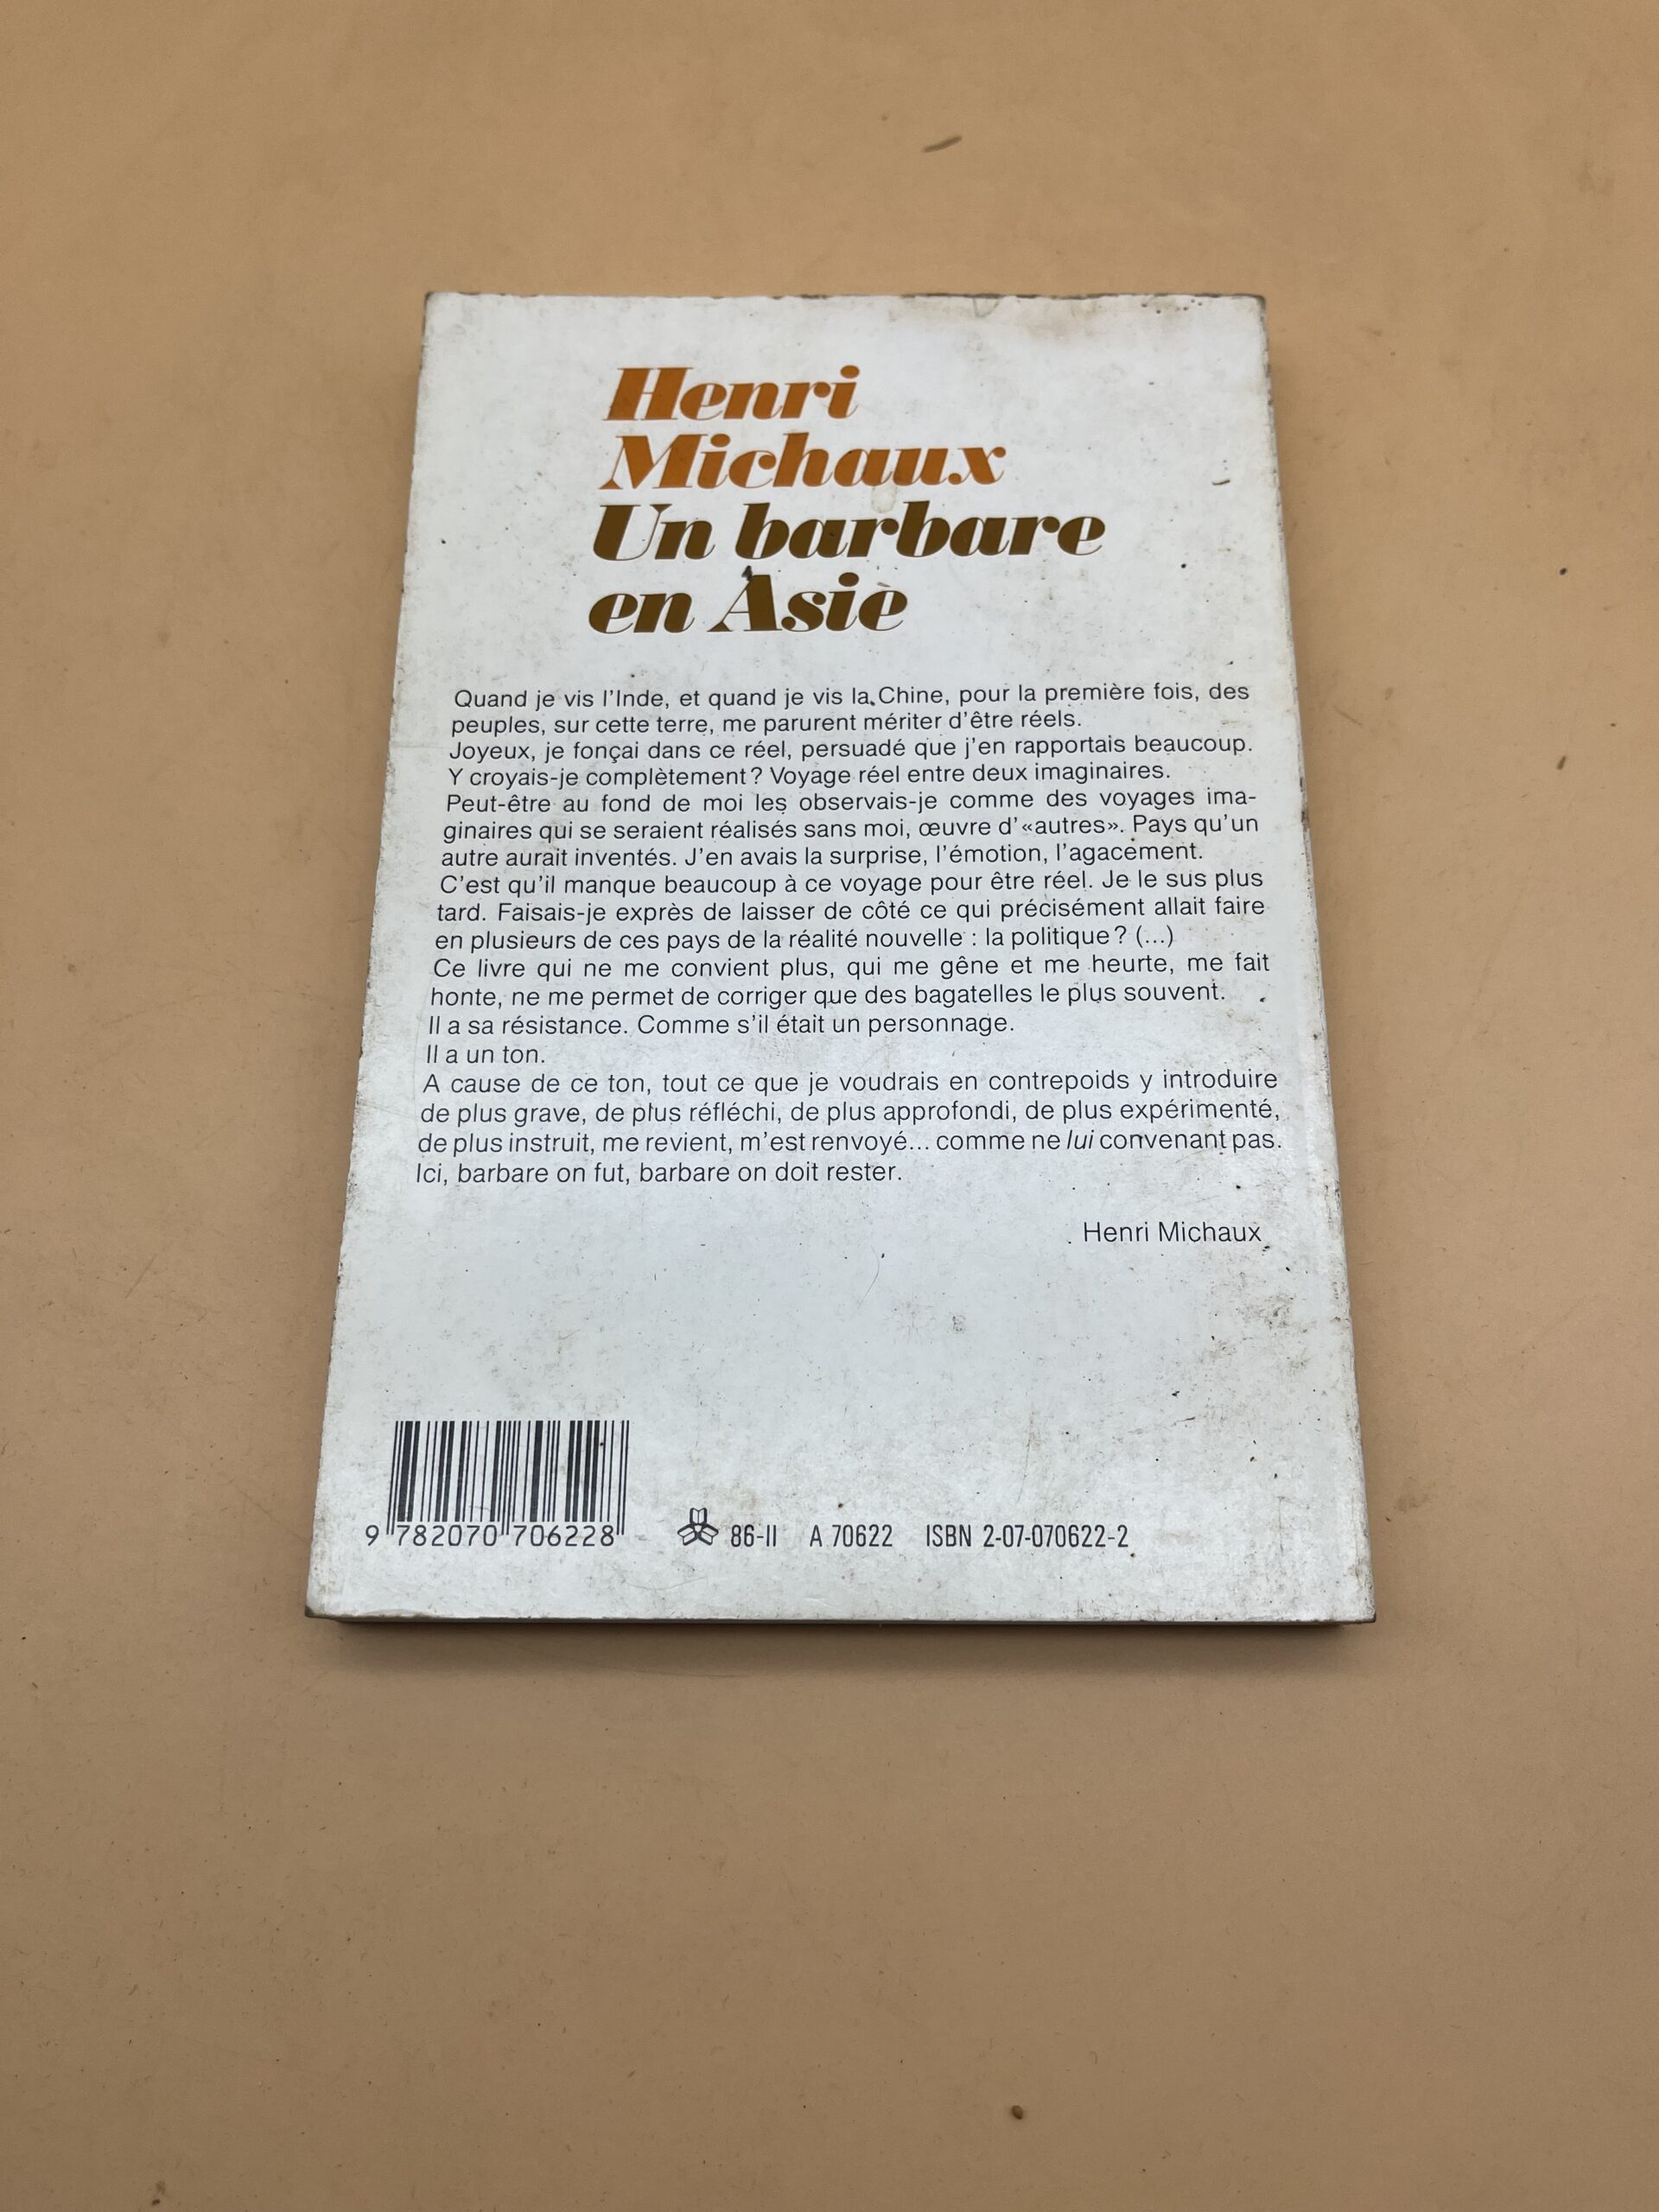 Henri
Michaux
Un barbare
en Asie
Quand je vis l'Inde, et quand je vis la Chine, pour la première fois, des
peuples, sur cette terre, me parurent mériter d'être réels.
Joyeux, je fonçai dans ce réel, persuadé que j'en rapportais beaucoup.
Y croyais-je complètement ? Voyage réel entre deux imaginaires.
Peut-être au fond de moi les observais-je comme des voyages ima-
ginaires qui se seraient réalisés sans moi, œuvre d'«autres». Pays qu'un
autre aurait inventés. J'en avais la surprise, l'émotion, l'agacement.
C'est qu'il manque beaucoup à ce voyage pour être réel. Je le sus plus
tard. Faisais-je exprès de laisser de côté ce qui précisément allait faire
en plusieurs de ces pays de la réalité nouvelle : la politique ? (...)
Ce livre qui ne me convient plus, qui me gêne et me heurte, me fait
honte, ne me permet de corriger que des bagatelles le plus souvent.
Il a sa résistance. Comme s'il était un personnage.
Il a un ton.
A cause de ce ton, tout ce que je voudrais en contrepoids y introduire
de plus grave, de plus réfléchi, de plus approfondi, de plus expérimenté,
de plus instruit, me revient, m'est renvoyé... comme ne lui convenant pas.
Ici, barbare on fut, barbare on doit rester.
Henri Michaux
9 782070 706228
86-II A 70622 ISBN 2-07-070622-2